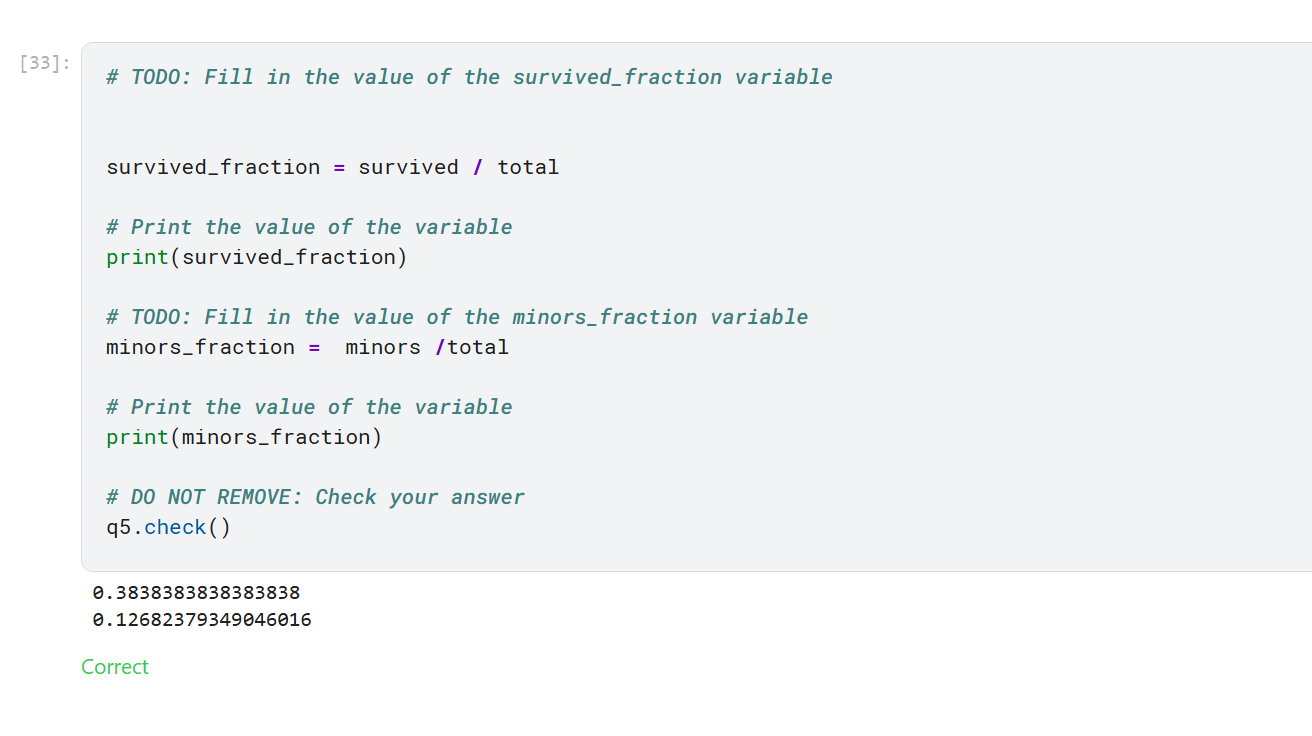 [33]:
# TODO: Fill in the value of the survived_fraction variable
survived_fraction = survived / total
# Print the value of the variable
print(survived_fraction)
# TODO: Fill in the value of the minors_fraction variable
minors_fraction =  minors /total
# Print the value of the variable
print(minors_fraction)
# DO NOT REMOVE: Check your answer
q5.check()
0.3838383838383838
0.12682379349046016
Correct